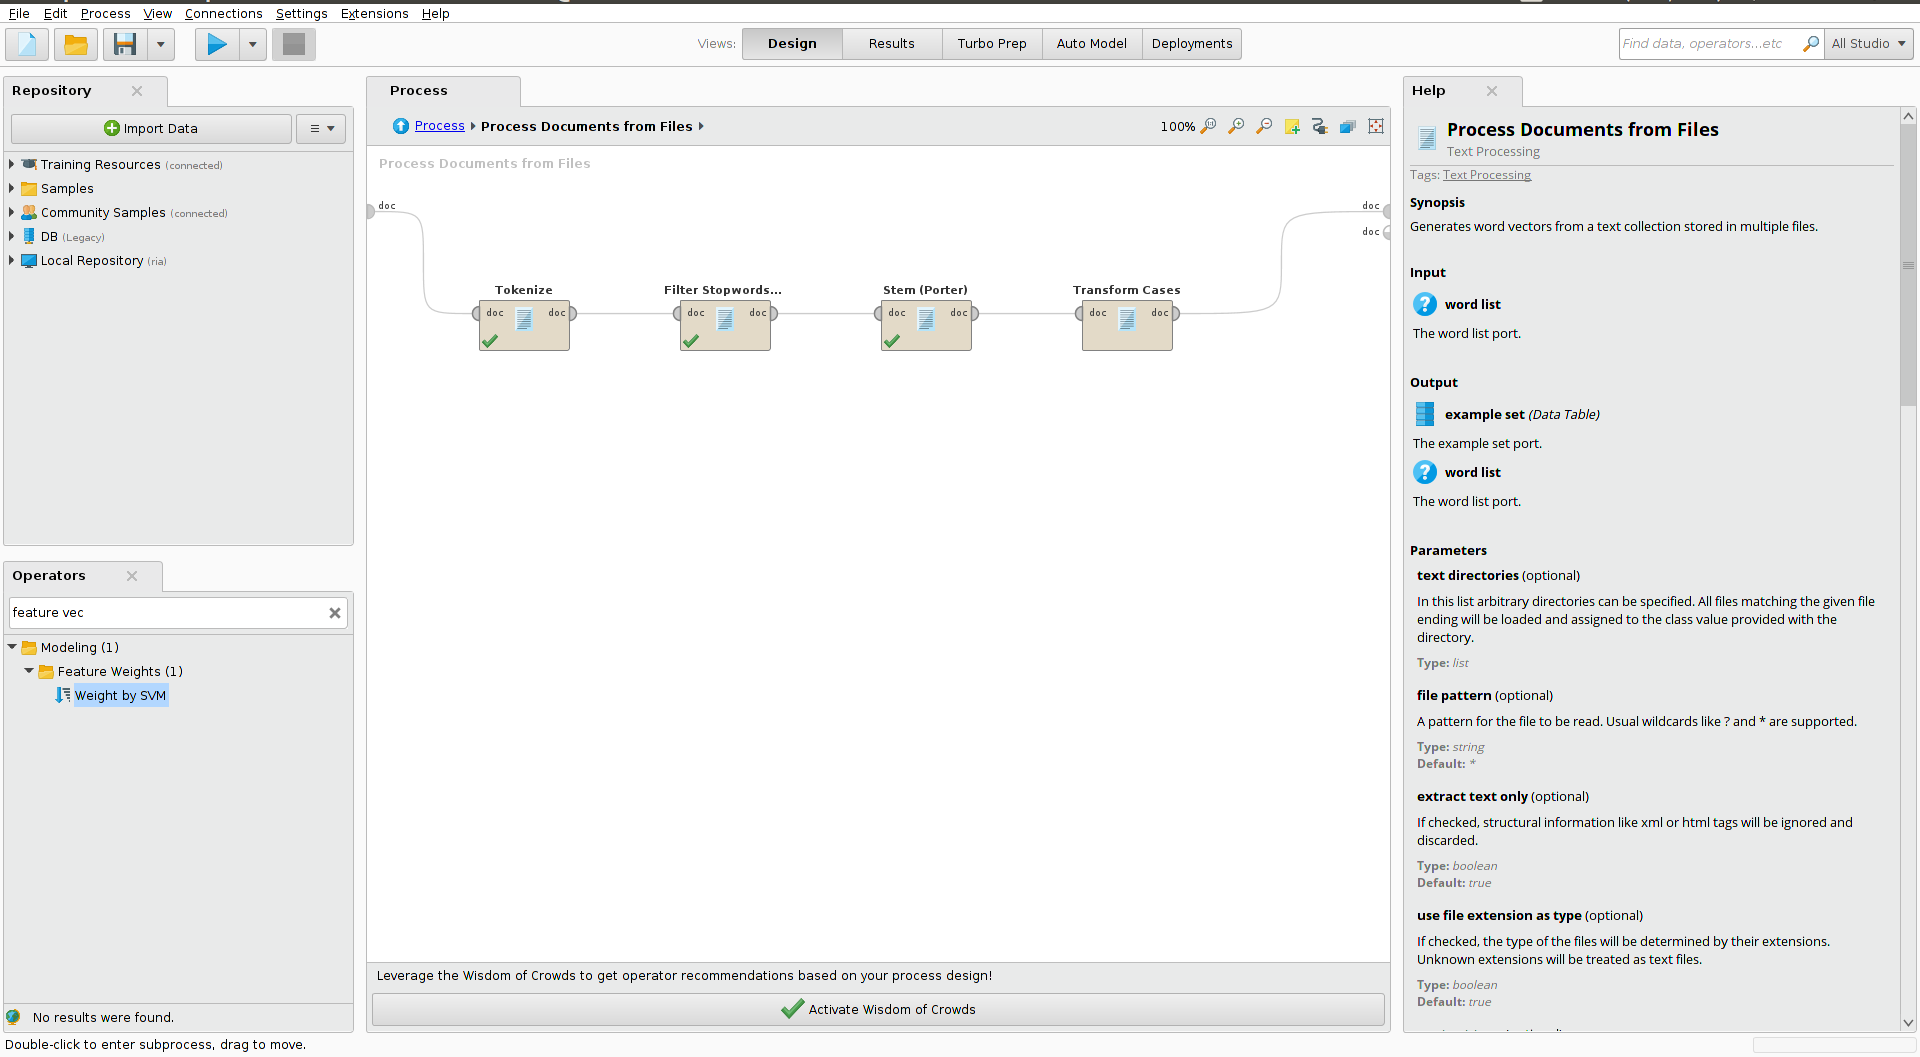 File Edit Process View Connections Settings Extensions Help
Views: Design Results Turbo Prep Auto Model Deployments
Find data, operators...etc All Studio
Repository
Import Data
Training Resources (connected)
Samples
Community Samples (connected)
DB (Legacy)
Local Repository (ria)
Operators
feature vec
Modeling (1)
Feature Weights (1)
Weight by SVM
No results were found.
Double-click to enter subprocess, drag to move.
Process
Process Process Documents from Files
100%
Process Documents from Files
doc
doc
doc
Tokenize
doc doc
Filter Stopwords...
doc doc
Stem (Porter)
doc doc
Transform Cases
doc doc
Leverage the Wisdom of Crowds to get operator recommendations based on your process design!
Activate Wisdom of Crowds
Help
Process Documents from Files
Text Processing
Tags: Text Processing
Synopsis
Generates word vectors from a text collection stored in multiple files.
Input
word list
The word list port.
Output
example set (Data Table)
The example set port.
word list
The word list port.
Parameters
text directories (optional)
In this list arbitrary directories can be specified. All files matching the given file
ending will be loaded and assigned to the class value provided with the
directory.
Type: list
file pattern (optional)
A pattern for the file to be read. Usual wildcards like ? and * are supported.
Type: string
Default: *
extract text only (optional)
If checked, structural information like xml or html tags will be ignored and
discarded.
Type: boolean
Default: true
use file extension as type (optional)
If checked, the type of the files will be determined by their extensions.
Unknown extensions will be treated as text files.
Type: boolean
Default: true